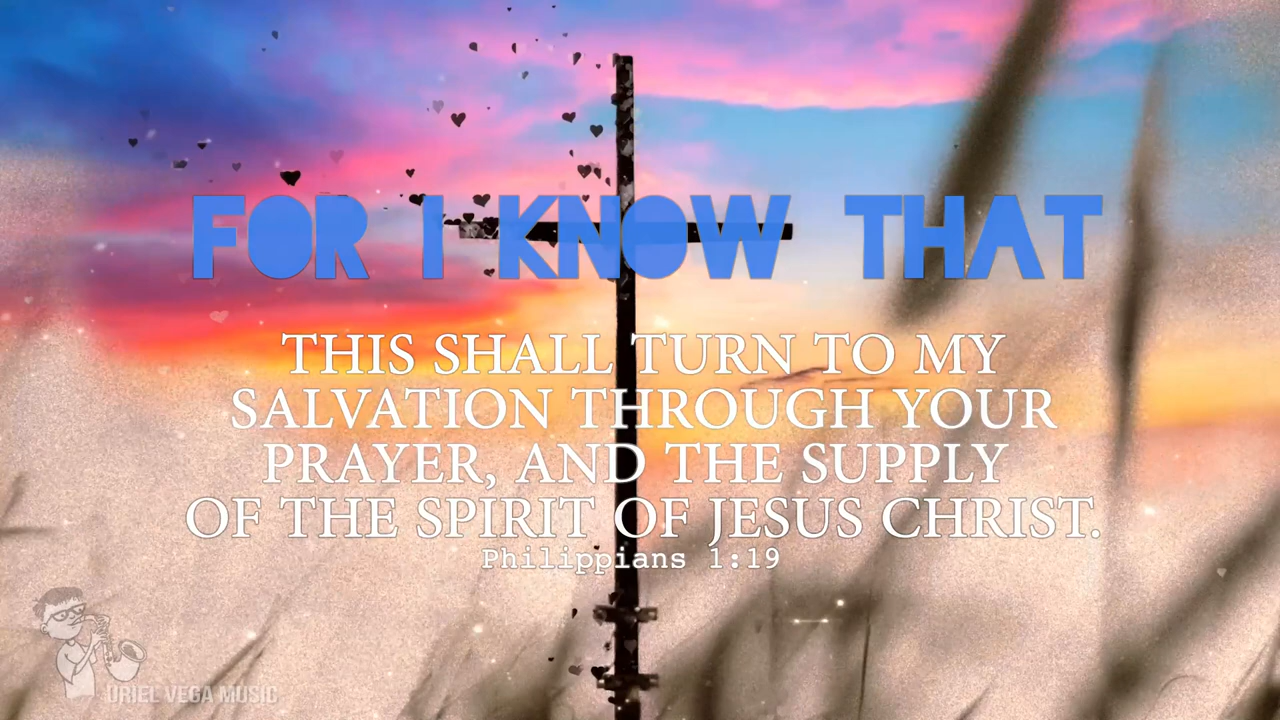 FOR I KNOW THAT
THIS SHALL TURN TO MY
SALVATION THROUGH YOUR
PRAYER, AND THE SUPPLY
OF THE SPIRIT OF JESUS CHRIST.
Philippians 1:19
URIEL VEGA MUSIC